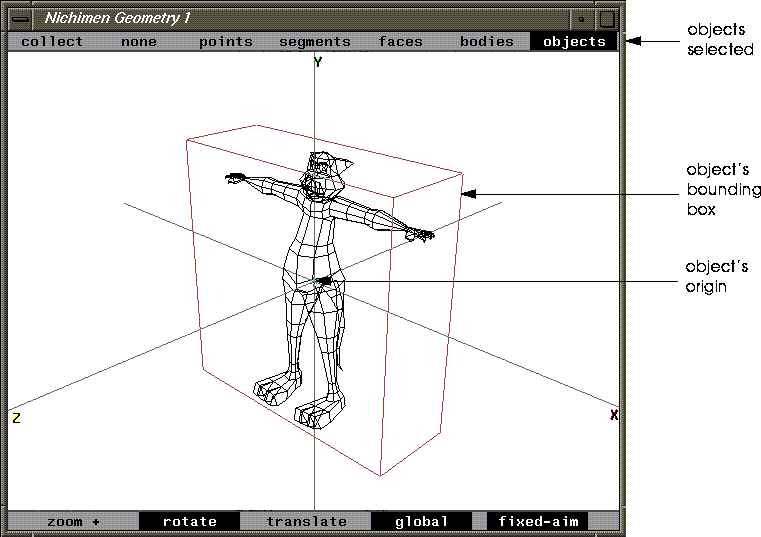 Nichimen Geometry 1
collect none points segments faces bodies objects
objects
selected
Y
object's
bounding
box
object's
origin
Z
X
zoom + rotate translate global fixed-aim